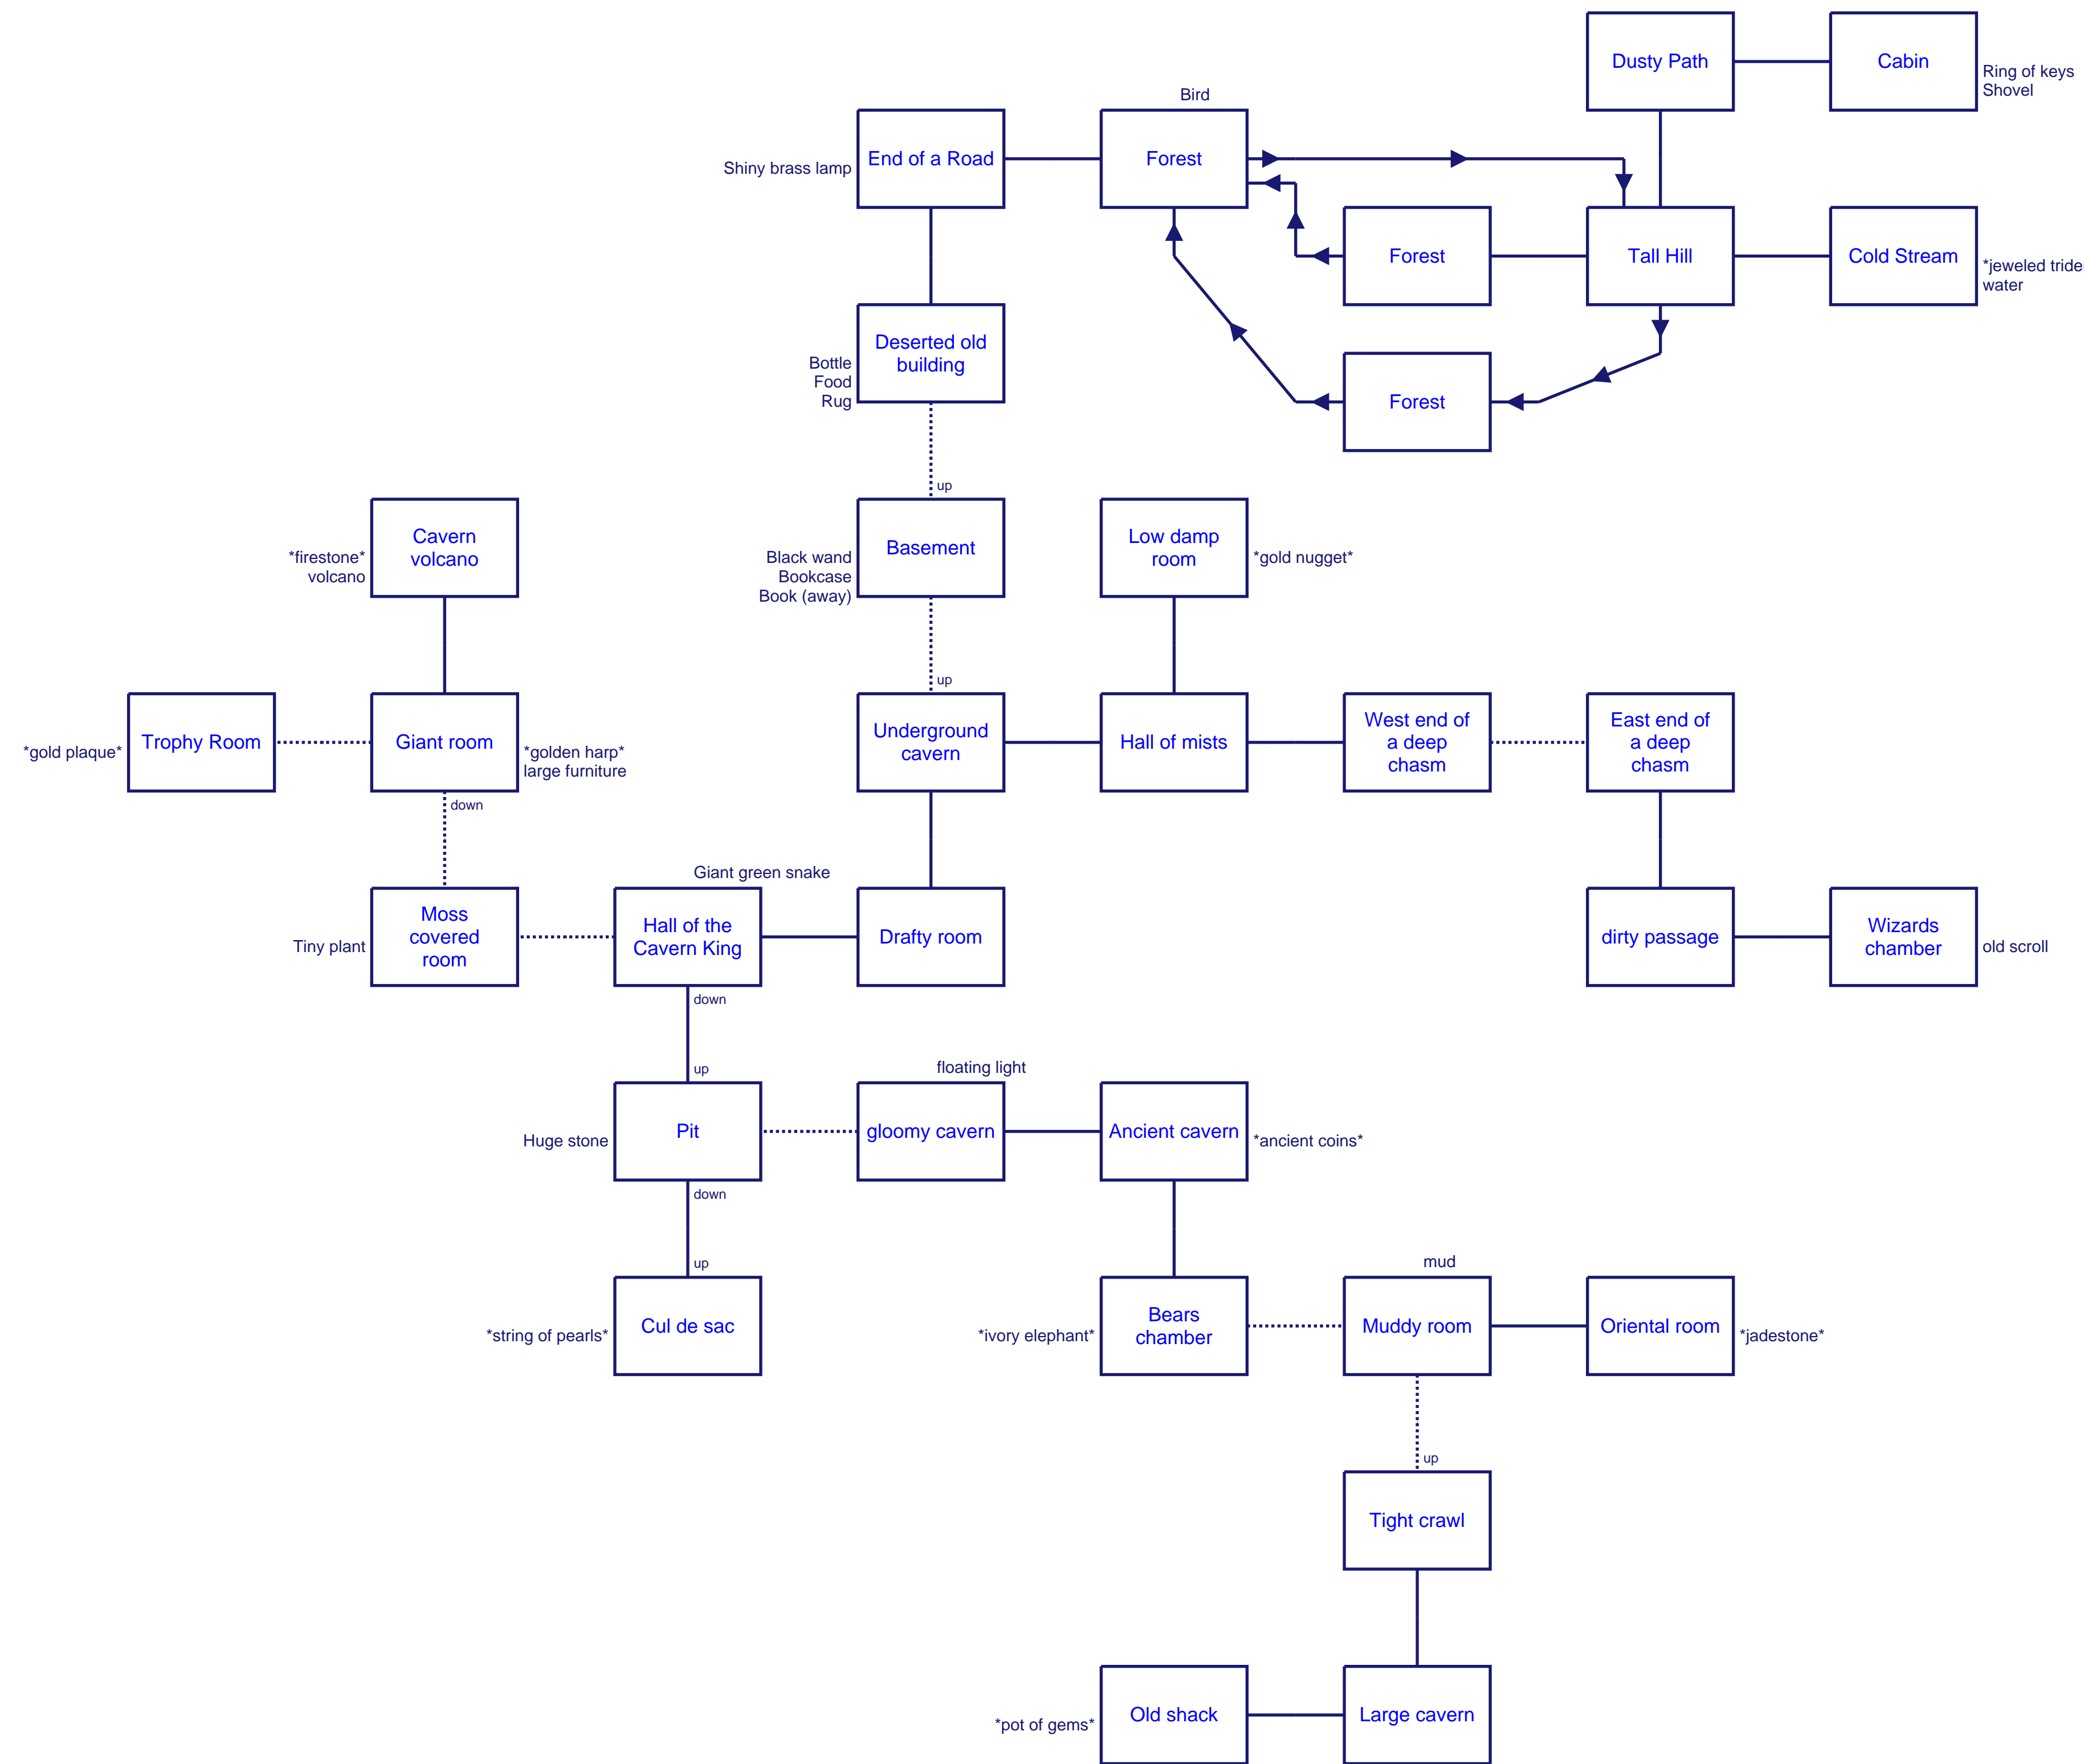 Dusty Path
Cabin
Ring of keys
Shovel
Bird
End of a Road
Forest
Shiny brass lamp
Forest
Tall Hill
Cold Stream
*jeweled tride
water
Deserted old
building
Bottle
Food
Rug
Forest
up
Cavern
volcano
*firestone*
volcano
Basement
Black wand
Bookcase
Book (away)
Low damp
room
*gold nugget*
up
*gold plaque*
Trophy Room
Giant room
*golden harp*
large furniture
Underground
cavern
Hall of mists
West end of
a deep
chasm
East end of
a deep
chasm
down
Giant green snake
Tiny plant
Moss
covered
room
Hall of the
Cavern King
Drafty room
dirty passage
Wizards
chamber
old scroll
down
up
floating light
Huge stone
Pit
gloomy cavern
Ancient cavern
*ancient coins*
down
up
mud
*string of pearls*
Cul de sac
*ivory elephant*
Bears
chamber
Muddy room
Oriental room
*jadestone*
up
Tight crawl
*pot of gems*
Old shack
Large cavern